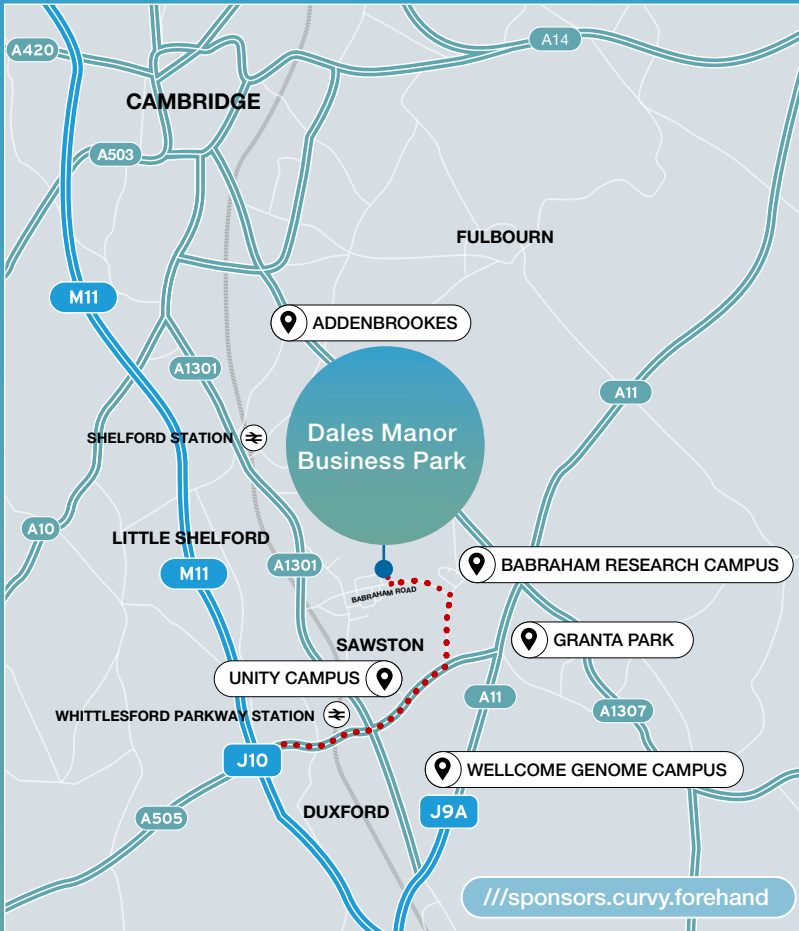 A420
A14
CAMBRIDGE
A503
FULBOURN
M11
ADDENBROOKES
A1301
A11
Dales Manor
Business Park
SHELFORD STATION
A10
LITTLE SHELFORD
M11
A1301
BABRAHAM RESEARCH CAMPUS
BABRAHAM ROAD
SAWSTON
GRANTA PARK
UNITY CAMPUS
A11
A1307
WHITTLESFORD PARKWAY STATION
J10
WELLCOME GENOME CAMPUS
A505
DUXFORD
J9A
///sponsors.curvy.forehand